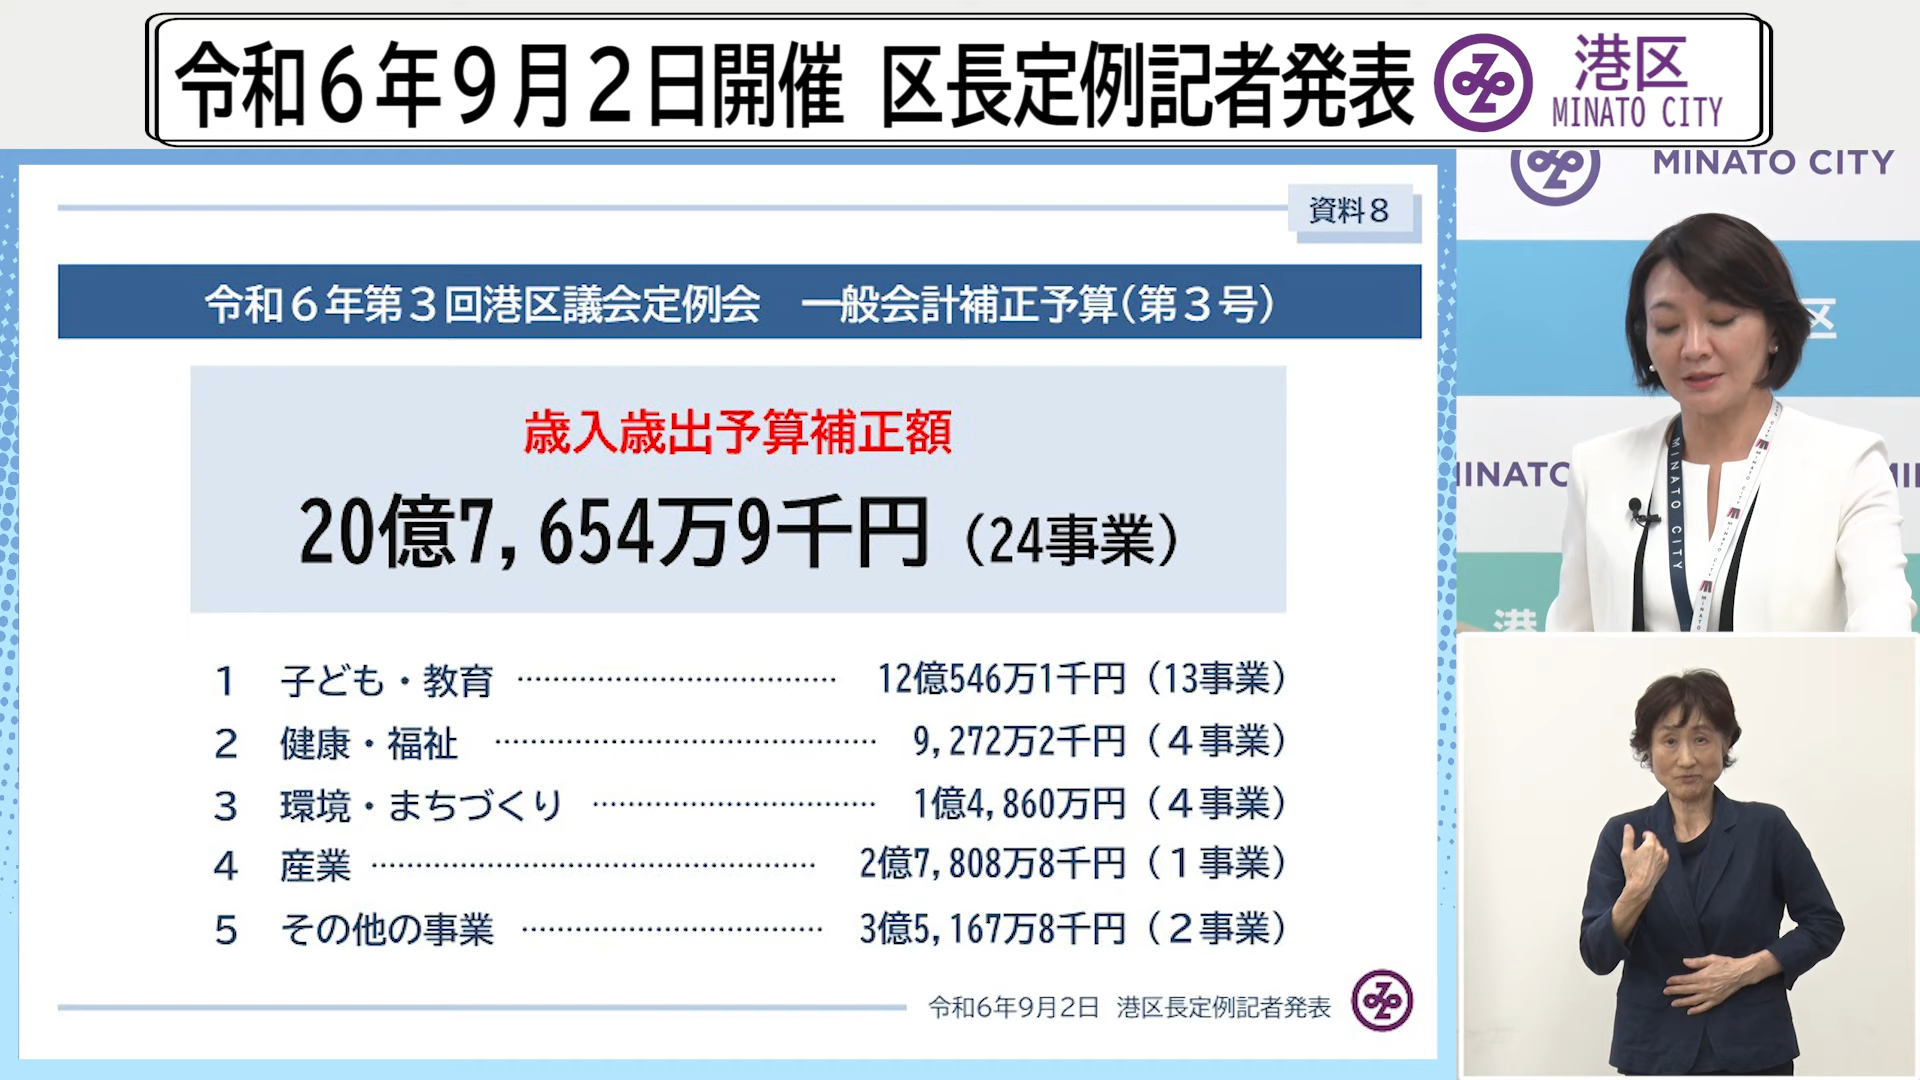 令和６年９月２日開催 区長定例記者発表
港区
MINATO CITY
資料８
令和６年第３回港区議会定例会　一般会計補正予算（第３号）
歳入歳出予算補正額
20億7,654万9千円（24事業）
1 子ども・教育 ………………………… 12億546万1千円（13事業）
2 健康・福祉 ………………………… 9,272万2千円（４事業）
3 環境・まちづくり ………………………… 1億4,860万円（４事業）
4 産業 ………………………… 2億7,808万8千円（１事業）
5 その他の事業 ………………………… 3億5,167万8千円（２事業）
令和6年9月2日 港区長定例記者発表
MINATO CITY
区
MINATO
港
MINATO CITY